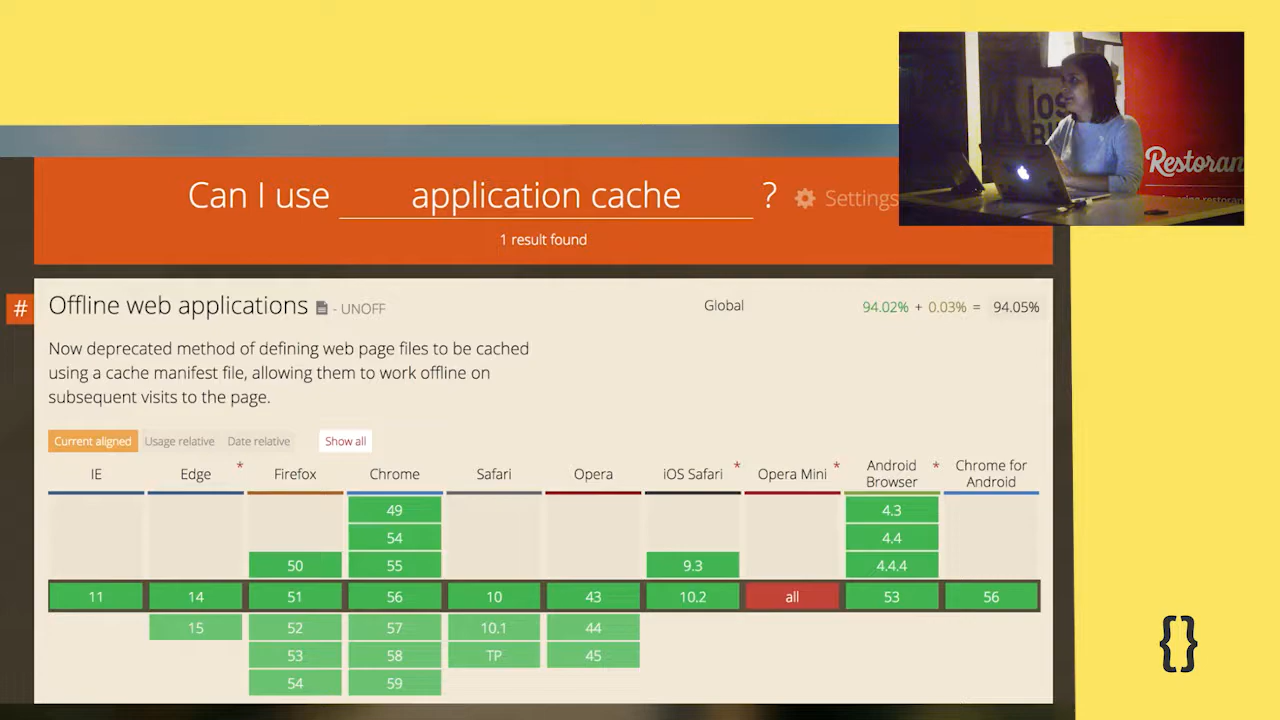 Can I use application cache ? Settings
1 result found
# Offline web applications - UNOFF
Global 94.02% + 0.03% = 94.05%
Now deprecated method of defining web page files to be cached
using a cache manifest file, allowing them to work offline on
subsequent visits to the page.
Current aligned Usage relative Date relative Show all
IE Edge * Firefox Chrome Safari Opera iOS Safari * Opera Mini * Android Browser * Chrome for Android
49 4.3
54 4.4
50 55 9.3 4.4.4
11 14 51 56 10 43 10.2 all 53 56
15 52 57 10.1 44
53 58 TP 45
54 59
{}
Restoran